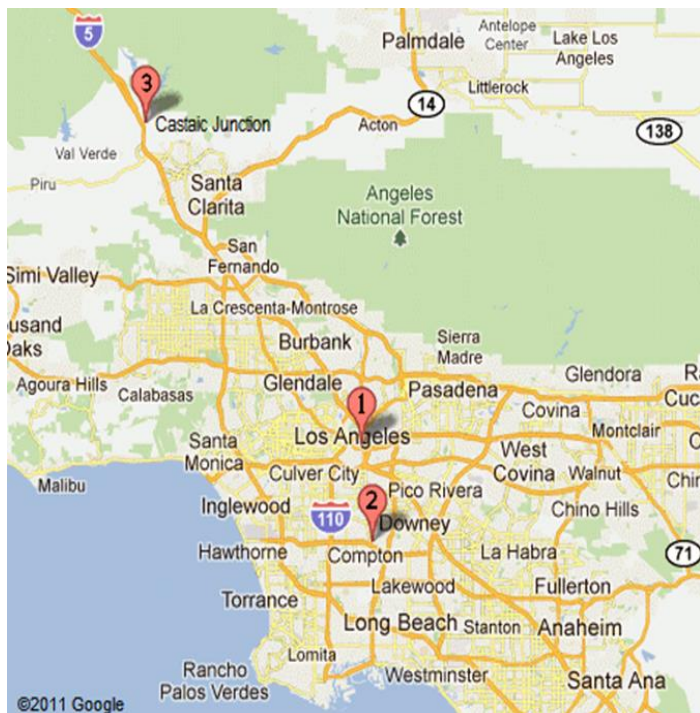 5
Palmdale
Antelope
Center
Lake Los
Angeles
3
Littlerock
14
Castaic Junction
Acton
138
Val Verde
Piru
Santa
Clarita
Angeles
National Forest
San
Fernando
Simi Valley
La Crescenta-Montrose
ousand
Oaks
Burbank
Sierra
Madre
Glendale
Glendora
Ra
Agoura Hills
Calabasas
Pasadena
Cuc
1
Covina
Los Angeles
Montclair
Santa
Monica
West
Covina
Culver City
Walnut
Chin
Malibu
Pico Rivera
2
Inglewood
Chino Hills
110
Downey
Hawthorne
Compton
La Habra
71
Lakewood
Fullerton
Torrance
Long Beach
Stanton
Anaheim
Lomita
Rancho
Palos Verdes
Westminster
Santa Ana
©2011 Google